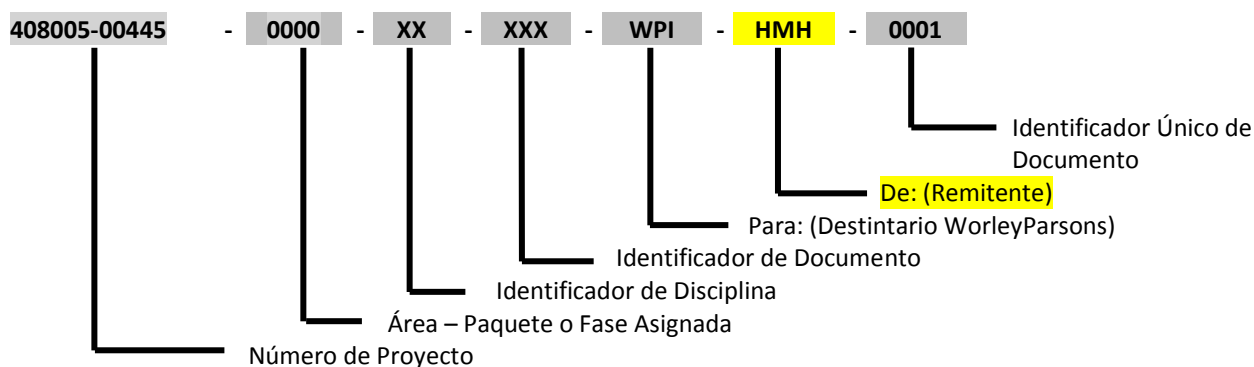 408005-00445 - 0000 - XX - XXX - WPI - HMH - 0001
Identificador Único de
Documento
De: (Remitente)
Para: (Destintario WorleyParsons)
Identificador de Documento
Identificador de Disciplina
Área – Paquete o Fase Asignada
Número de Proyecto